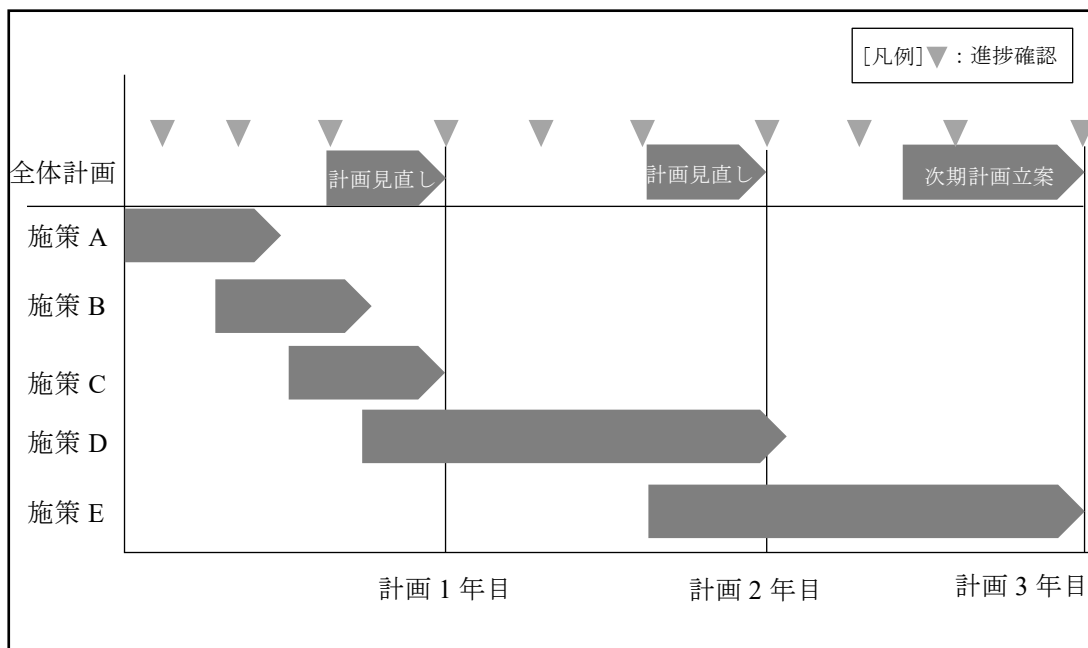 [凡例]▼：進捗確認
全体計画
計画見直し
計画見直し
次期計画立案
施策 A
施策 B
施策 C
施策 D
施策 E
計画 1 年目
計画 2 年目
計画 3 年目